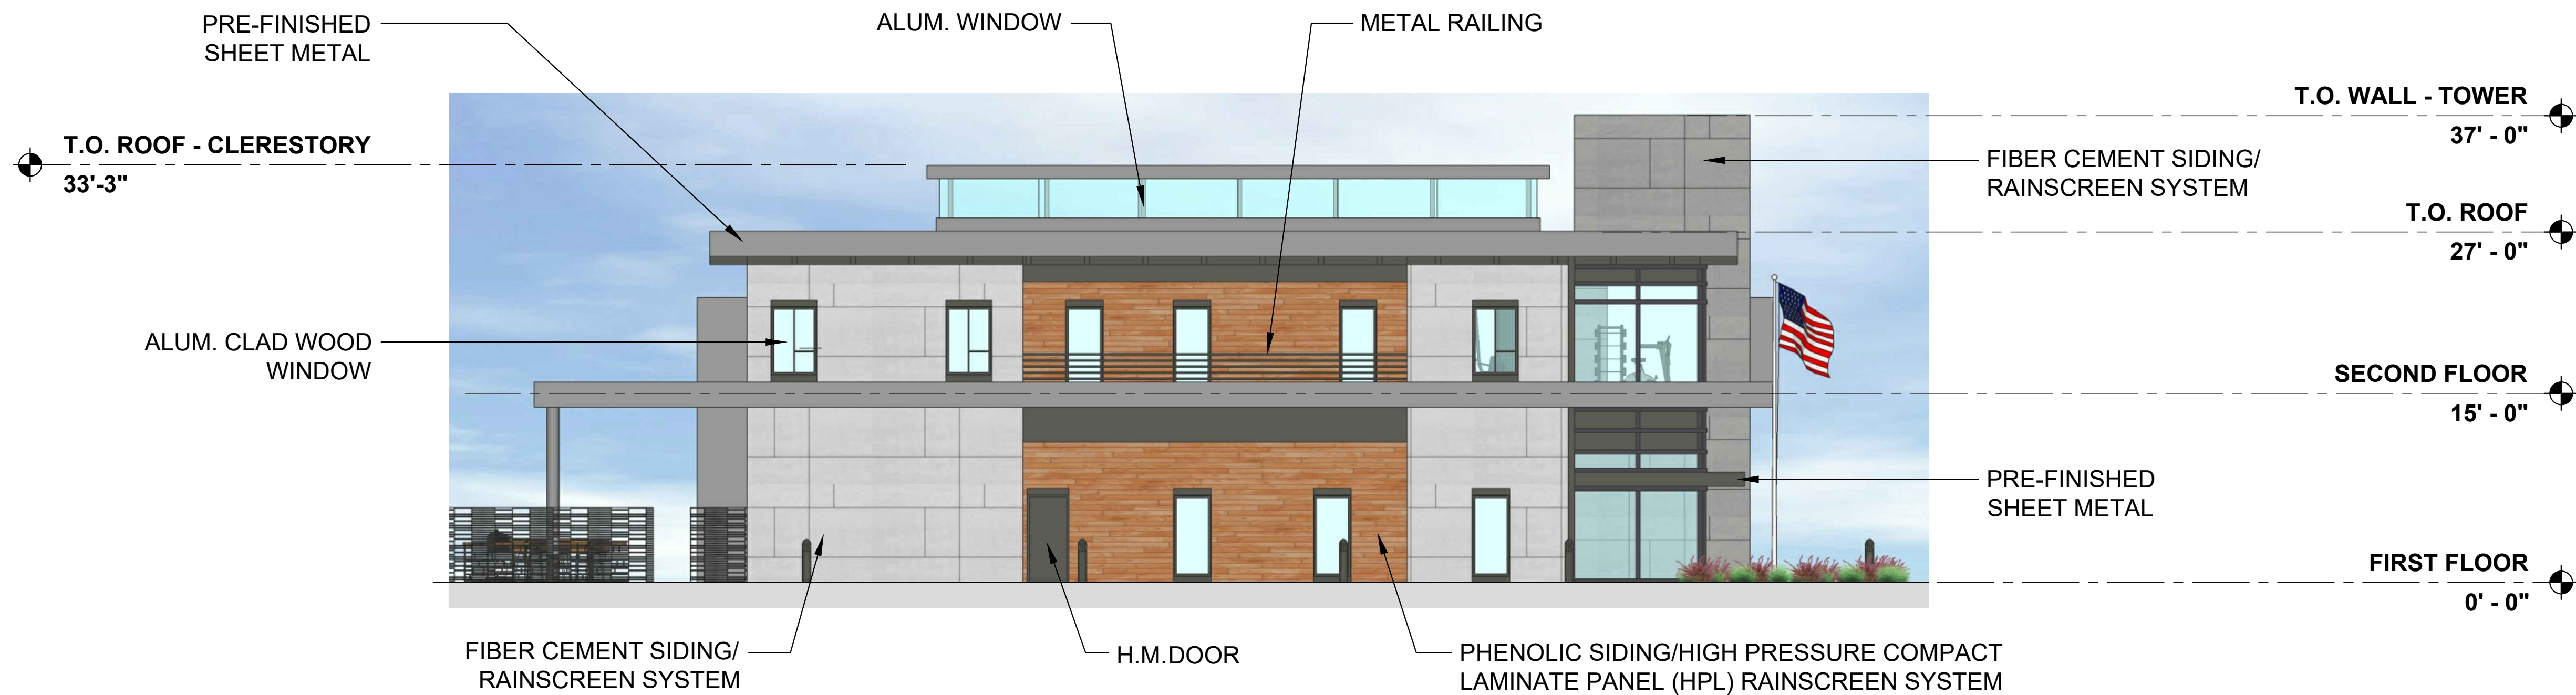 PRE-FINISHED
SHEET METAL
ALUM. WINDOW
METAL RAILING
T.O. ROOF - CLERESTORY
33'-3"
T.O. WALL - TOWER
37' - 0"
FIBER CEMENT SIDING/
RAINSCREEN SYSTEM
T.O. ROOF
27' - 0"
ALUM. CLAD WOOD
WINDOW
SECOND FLOOR
15' - 0"
PRE-FINISHED
SHEET METAL
FIRST FLOOR
0' - 0"
FIBER CEMENT SIDING/
RAINSCREEN SYSTEM
H.M.DOOR
PHENOLIC SIDING/HIGH PRESSURE COMPACT
LAMINATE PANEL (HPL) RAINSCREEN SYSTEM